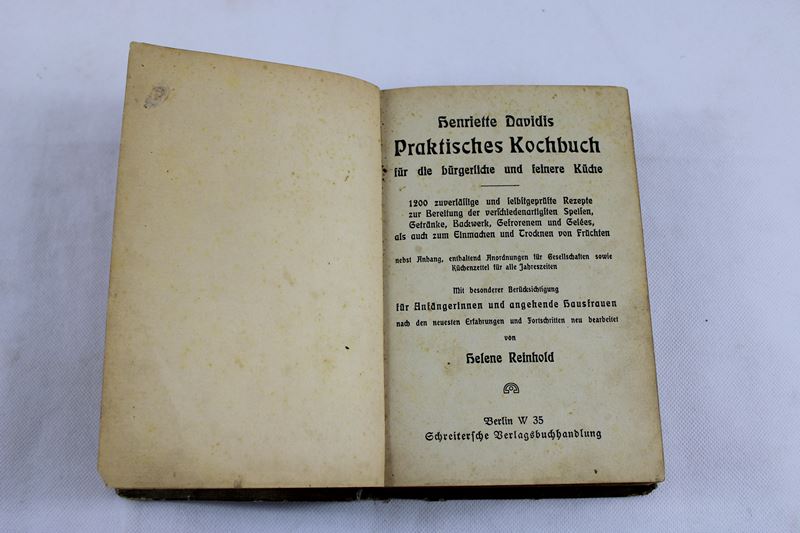 Henriette Davidis
Praktisches Kochbuch
für die bürgerliche und feinere Küche
1200 zuverlässige und selbstgeprüfte Rezepte
zur Bereitung der verschiedenartigsten Speisen,
Getränke, Backwerk, Gefrorenem und Gelées,
als auch zum Einmachen und Trocknen von Früchten
nebst Anhang, enthaltend Anordnungen für Gesellschaften sowie
Küchenzettel für alle Jahreszeiten
Mit besonderer Berücksichtigung
für Anfängerinnen und angehende Hausfrauen
nach den neuesten Erfahrungen und Fortschritten neu bearbeitet
von
Helene Reinhold
Berlin W 35
Schreitersche Verlagsbuchhandlung